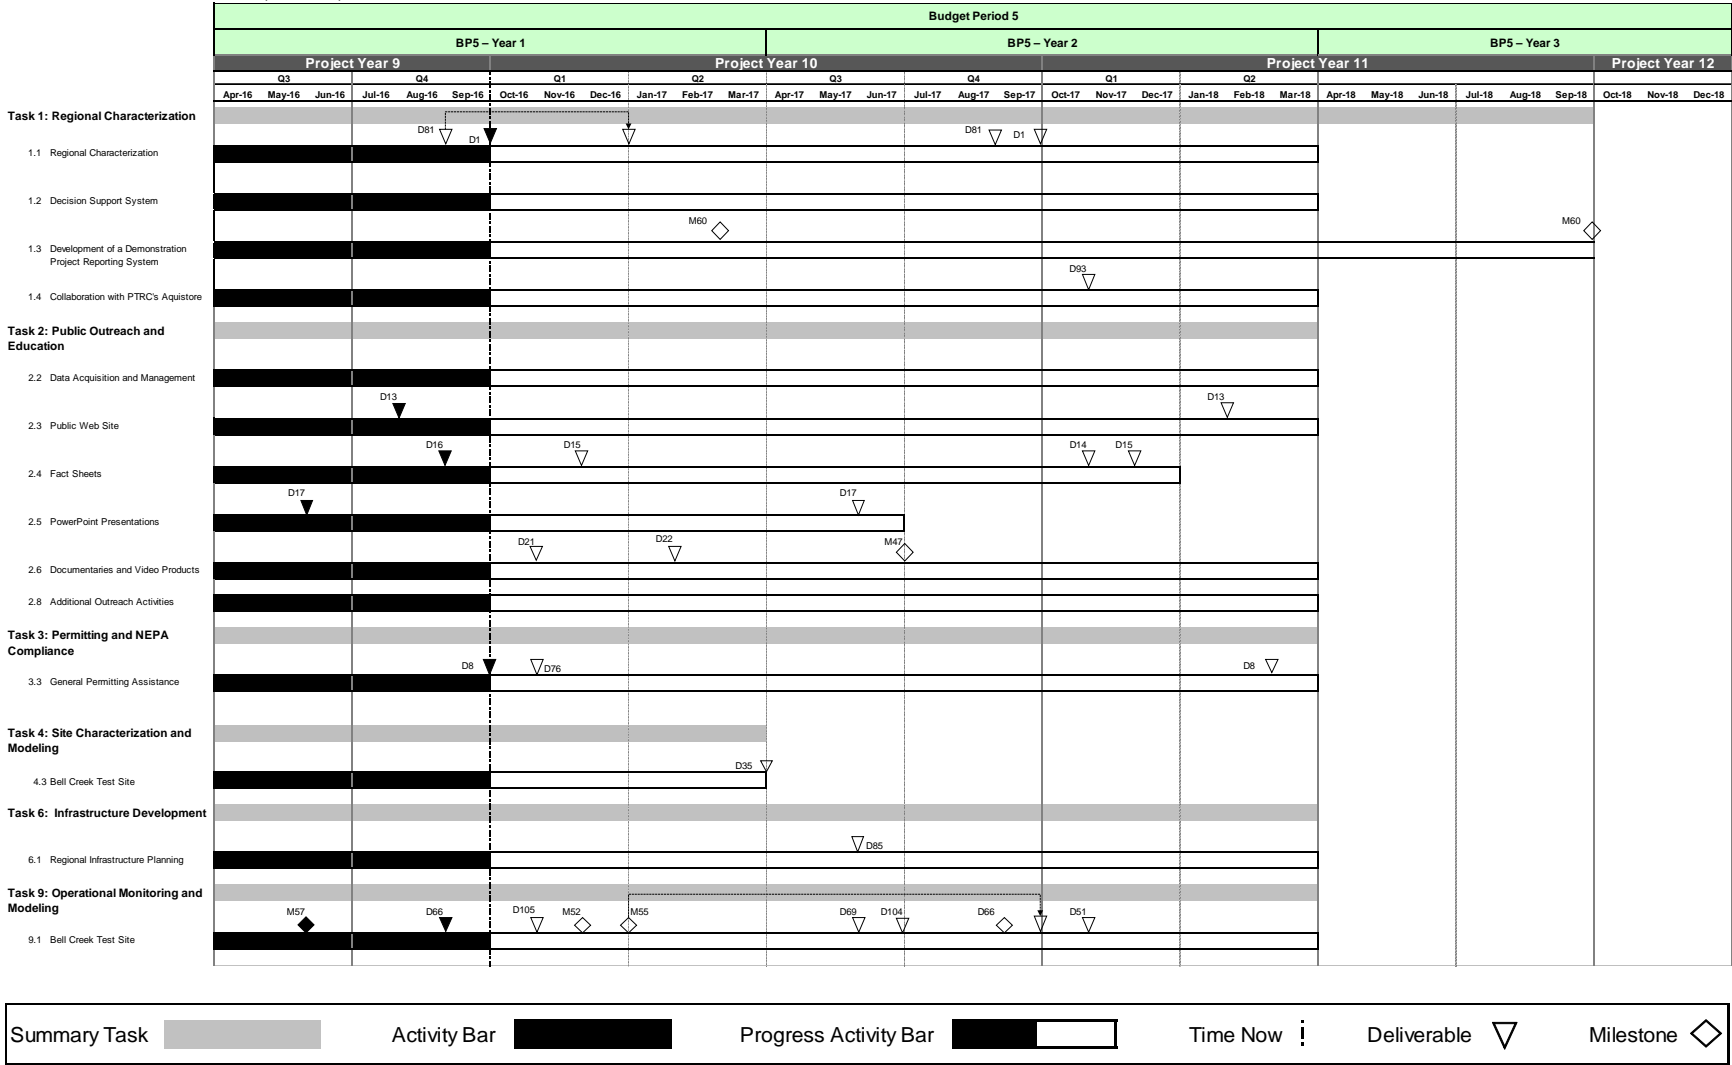 Budget Period 5
BP5 – Year 1 BP5 – Year 2 BP5 – Year 3
Project Year 9 Project Year 10 Project Year 11 Project Year 12
Q3 Q4 Q1 Q2 Q3 Q4 Q1 Q2
Apr-16 May-16 Jun-16 Jul-16 Aug-16 Sep-16 Oct-16 Nov-16 Dec-16 Jan-17 Feb-17 Mar-17 Apr-17 May-17 Jun-17 Jul-17 Aug-17 Sep-17 Oct-17 Nov-17 Dec-17 Jan-18 Feb-18 Mar-18 Apr-18 May-18 Jun-18 Jul-18 Aug-18 Sep-18 Oct-18 Nov-18 Dec-18
Task 1: Regional Characterization
D81 D1 D81 D1
1.1 Regional Characterization
1.2 Decision Support System
M60 M60
1.3 Development of a Demonstration
Project Reporting System
D93
1.4 Collaboration with PTRC's Aquistore
Task 2: Public Outreach and
Education
2.2 Data Acquisition and Management
D13 D13
2.3 Public Web Site
D16 D15 D14 D15
2.4 Fact Sheets
D17 D17
2.5 PowerPoint Presentations
D21 D22 M47
2.6 Documentaries and Video Products
2.8 Additional Outreach Activities
Task 3: Permitting and NEPA
Compliance
D8 D76 D8
3.3 General Permitting Assistance
Task 4: Site Characterization and
Modeling
D35
4.3 Bell Creek Test Site
Task 6: Infrastructure Development
D85
6.1 Regional Infrastructure Planning
Task 9: Operational Monitoring and
Modeling
M57 D66 D105 M52 M55 D69 D104 D66 D51
9.1 Bell Creek Test Site
Summary Task Activity Bar Progress Activity Bar Time Now Deliverable Milestone